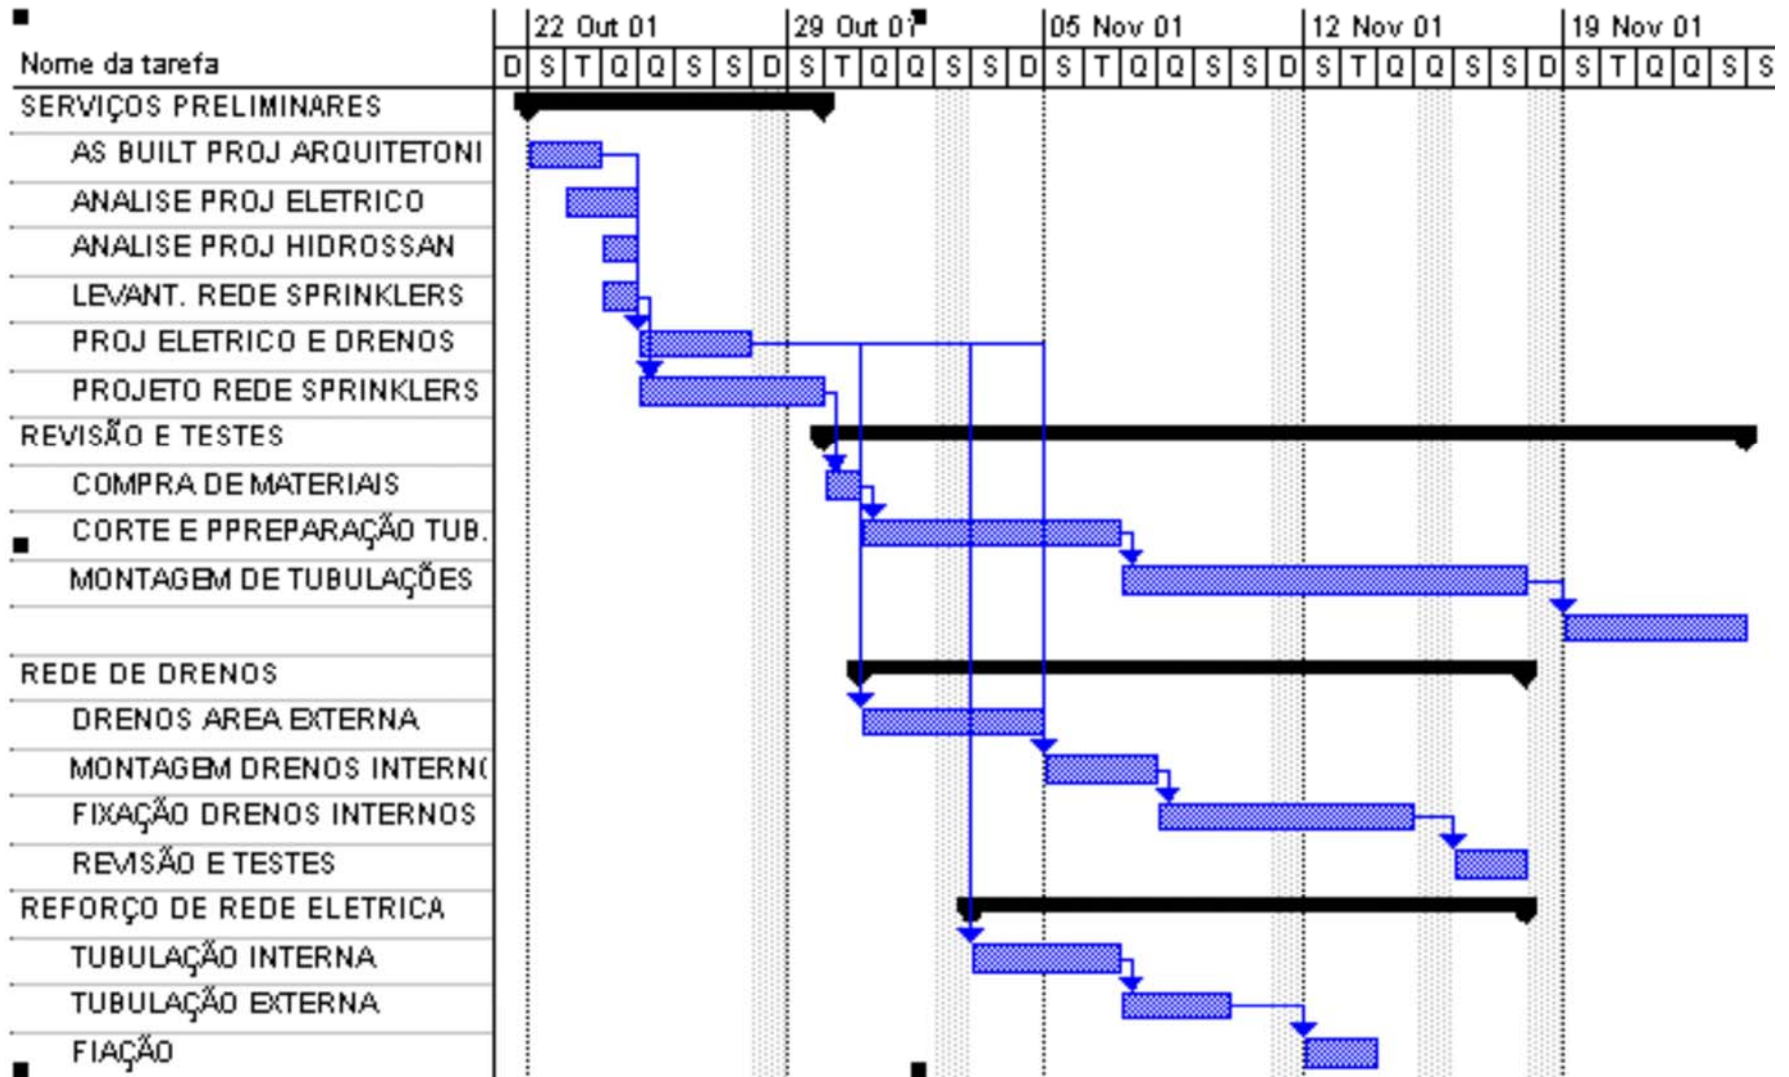 22 Out 01 29 Out 01 05 Nov 01 12 Nov 01 19 Nov 01
Nome da tarefa D S T Q Q S S D S T Q Q S S D S T Q Q S S D S T Q Q S S D S T Q Q S S
SERVIÇOS PRELIMINARES
AS BUILT PROJ ARQUITETONI
ANALISE PROJ ELETRICO
ANALISE PROJ HIDROSSAN
LEVANT. REDE SPRINKLERS
PROJ ELETRICO E DRENOS
PROJETO REDE SPRINKLERS
REVISÃO E TESTES
COMPRA DE MATERIAIS
CORTE E PPREPARAÇÃO TUB.
MONTAGEM DE TUBULAÇÕES
REDE DE DRENOS
DRENOS AREA EXTERNA
MONTAGEM DRENOS INTERN(
FIXAÇÃO DRENOS INTERNOS
REVISÃO E TESTES
REFORÇO DE REDE ELETRICA
TUBULAÇÃO INTERNA
TUBULAÇÃO EXTERNA
FIAÇÃO